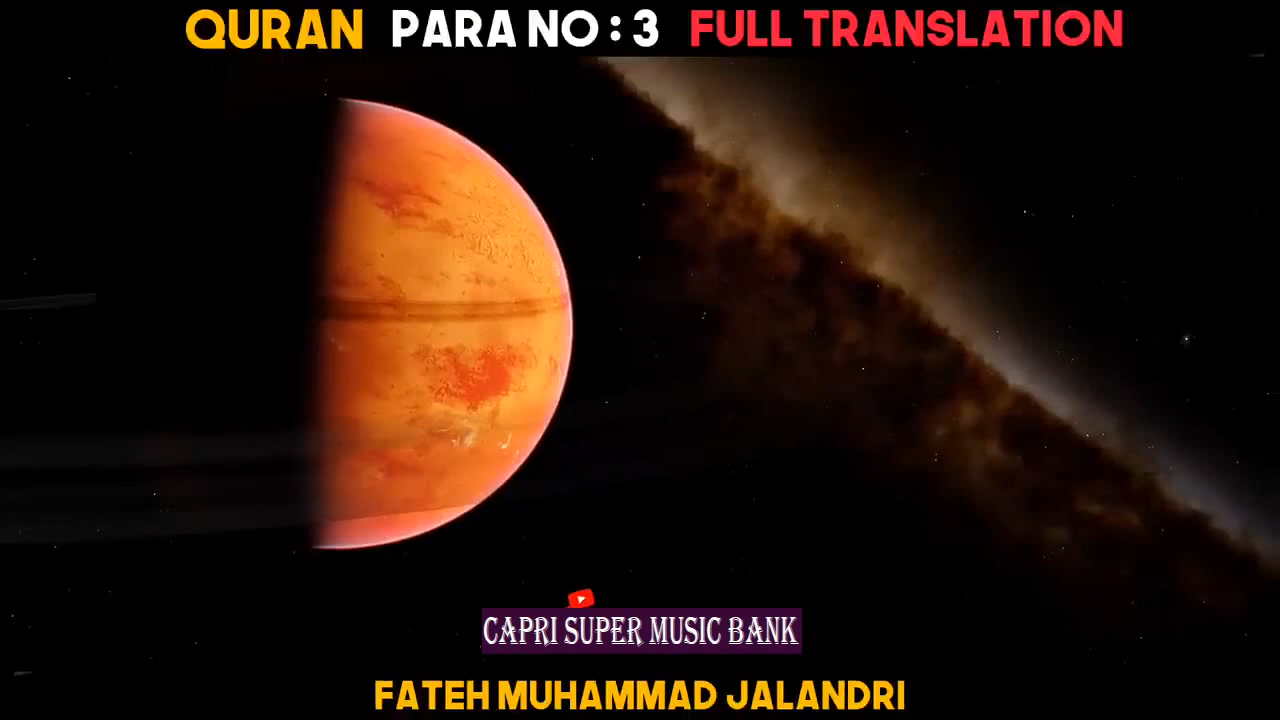 QURAN PARA NO : 3 FULL TRANSLATION
CAPRI SUPER MUSIC BANK
FATEH MUHAMMAD JALANDRI